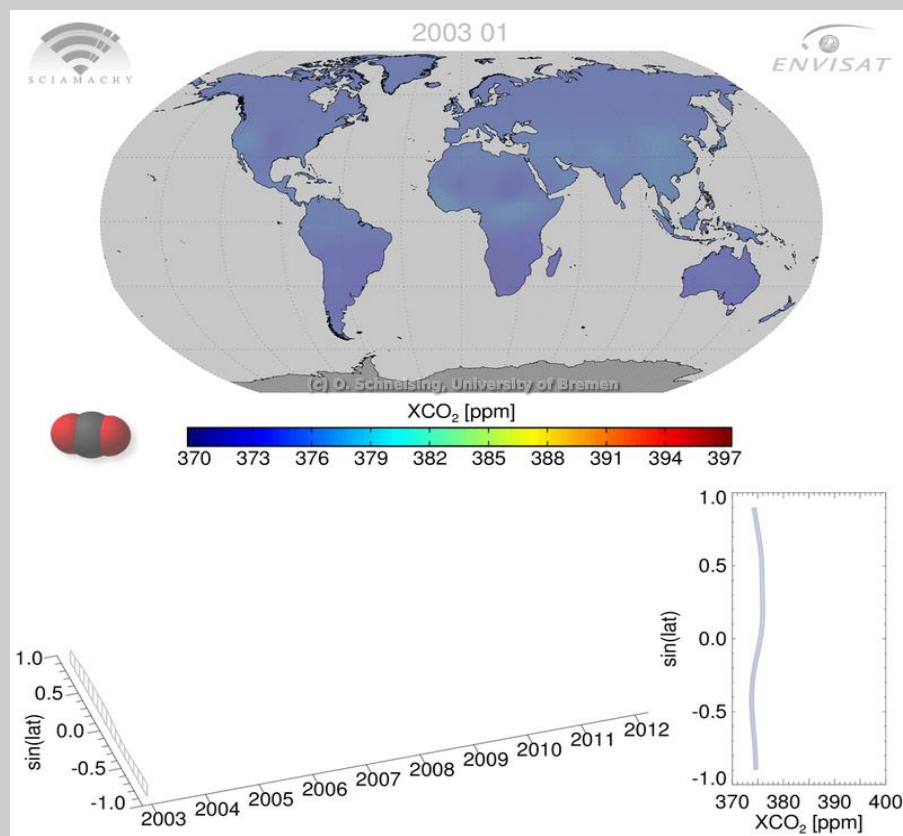 2003 01
SCIAMACHY
ENVISAT
(c) O. Schneising, University of Bremen
XCO₂ [ppm]
370 373 376 379 382 385 388 391 394 397
1.0
0.5
0.0
-0.5
-1.0
sin(lat)
2003 2004 2005 2006 2007 2008 2009 2010 2011 2012
1.0
0.5
0.0
-0.5
-1.0
sin(lat)
370 380 390 400
XCO₂ [ppm]